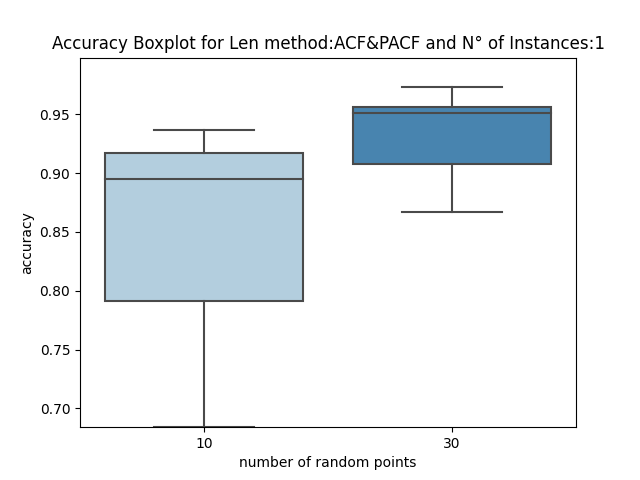 Accuracy Boxplot for Len method:ACF&PACF and N° of Instances:1
0.95
0.90
0.85
0.80
0.75
0.70
accuracy
10 30
number of random points